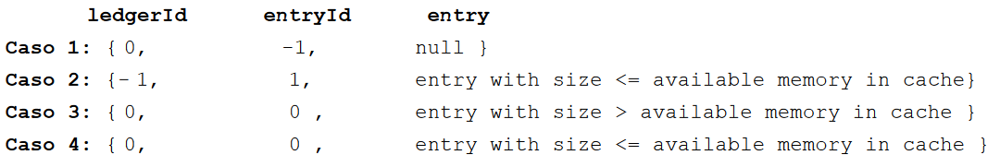 ledgerId entryId entry
Caso 1: { 0, -1, null }
Caso 2: {- 1, 1, entry with size <= available memory in cache}
Caso 3: { 0, 0 , entry with size > available memory in cache }
Caso 4: { 0, 0 , entry with size <= available memory in cache }